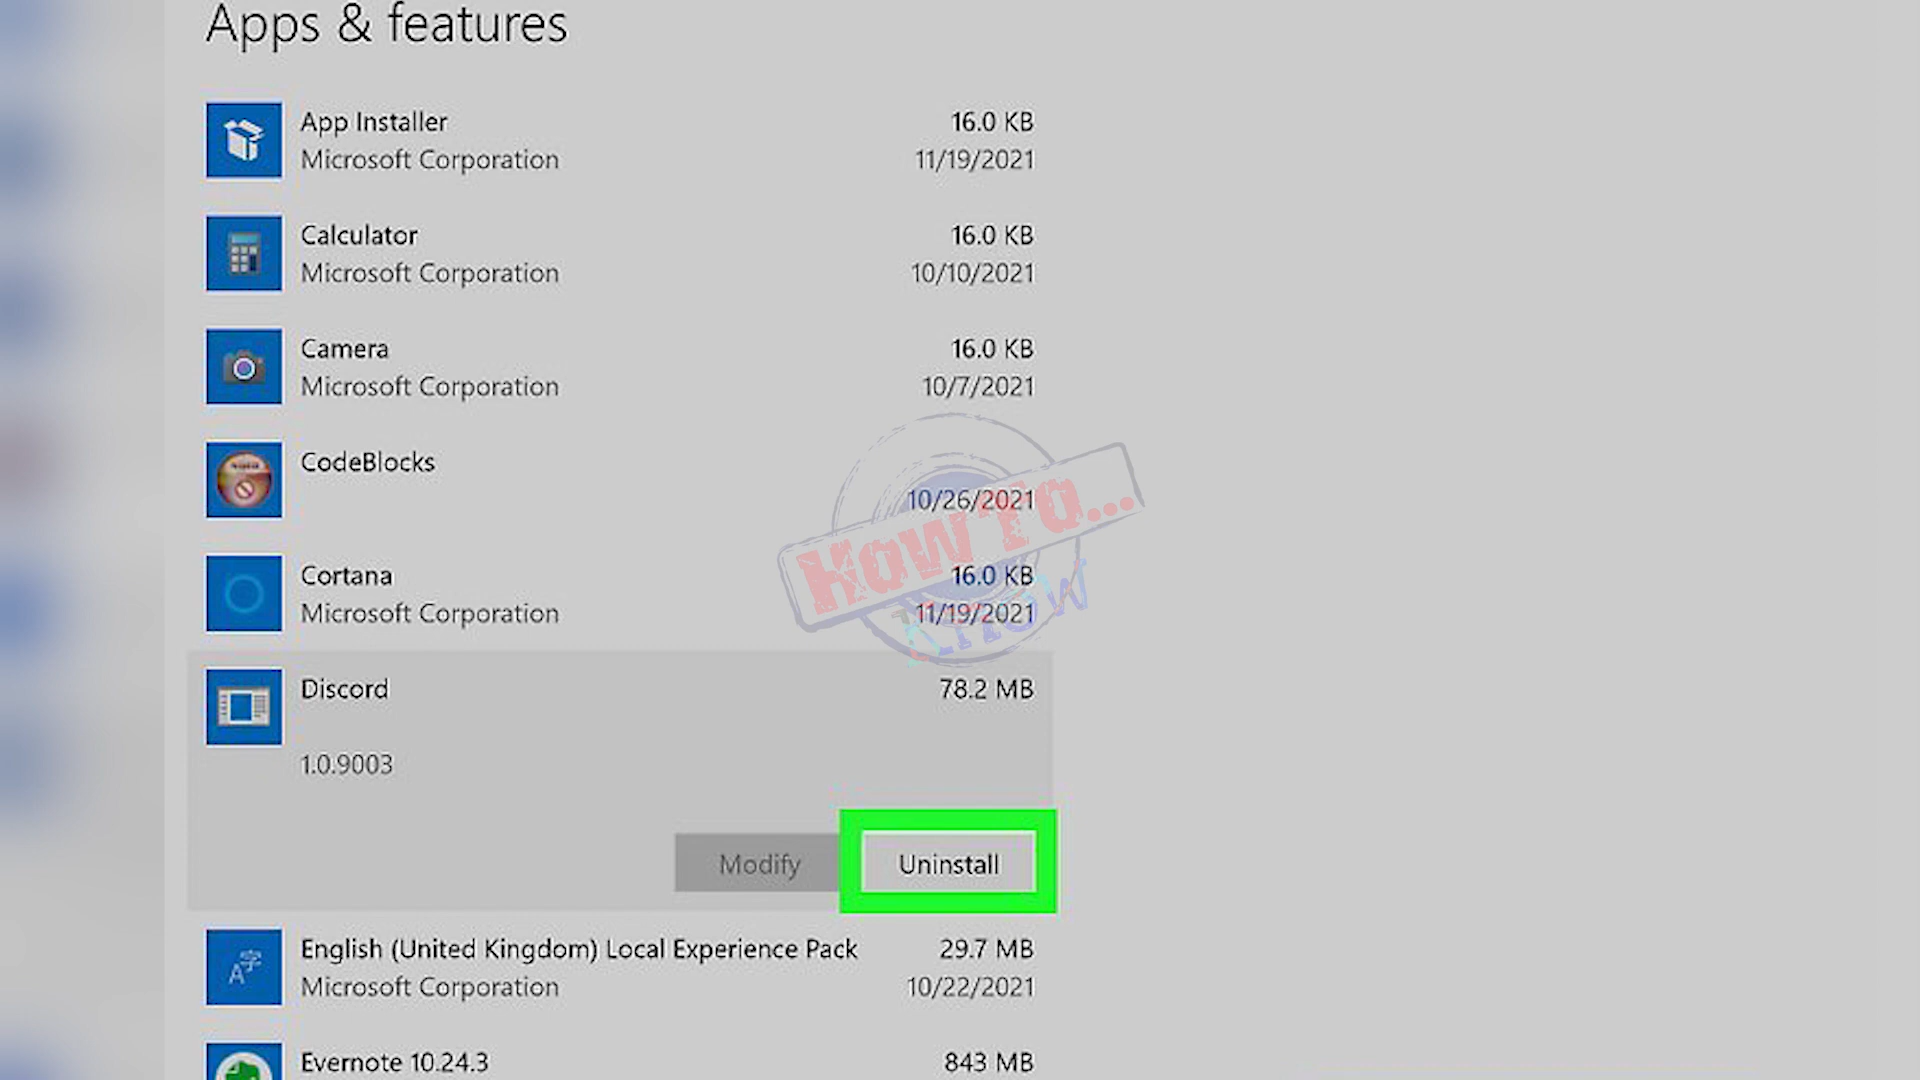 Apps & features
App Installer 16.0 KB
Microsoft Corporation 11/19/2021
Calculator 16.0 KB
Microsoft Corporation 10/10/2021
Camera 16.0 KB
Microsoft Corporation 10/7/2021
CodeBlocks
10/26/2021
HowTo...
Cortana 16.0 KB
Microsoft Corporation 11/19/2021
Know
Discord 78.2 MB
1.0.9003
Modify Uninstall
English (United Kingdom) Local Experience Pack 29.7 MB
Microsoft Corporation 10/22/2021
Evernote 10.24.3 843 MB